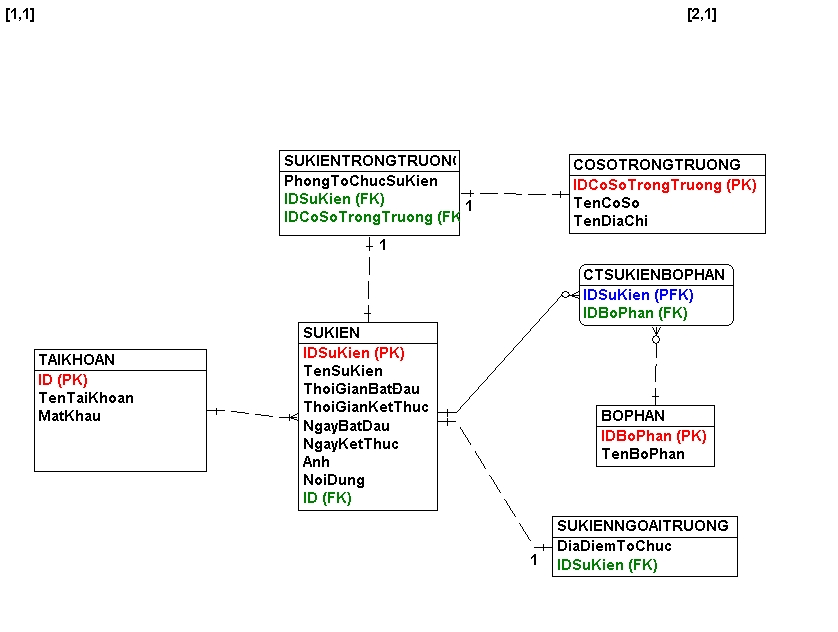 [1,1]
[2,1]
SUKIENTRONGTRUONG
PhongToChucSuKien
IDSuKien (FK)
IDCoSoTrongTruong (FK
1
1
COSOTRONGTRUONG
IDCoSoTrongTruong (PK)
TenCoSo
TenDiaChi
CTSUKIENBOPHAN
IDSuKien (PFK)
IDBoPhan (FK)
SUKIEN
IDSuKien (PK)
TenSuKien
ThoiGianBatDau
ThoiGianKetThuc
NgayBatDau
NgayKetThuc
Anh
NoiDung
ID (FK)
TAIKHOAN
ID (PK)
TenTaiKhoan
MatKhau
BOPHAN
IDBoPhan (PK)
TenBoPhan
SUKIENNGOAITRUONG
DiaDiemToChuc
IDSuKien (FK)
1